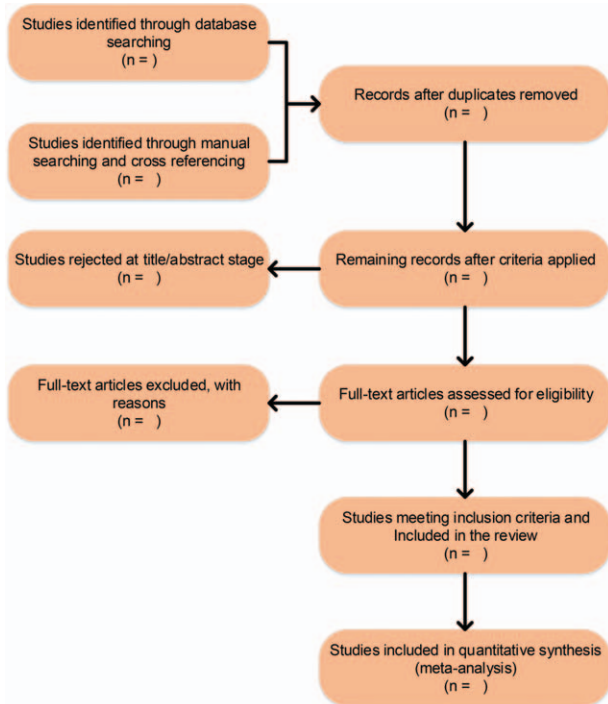 Studies identified through database
searching
(n = )
Records after duplicates removed
(n =   )
Studies identified through manual
searching and cross referencing
(n =   )
Studies rejected at title/abstract stage
(n =   )
Remaining records after criteria applied
(n =   )
Full-text articles excluded, with
reasons
(n =   )
Full-text articles assessed for eligibility
(n =   )
Studies meeting inclusion criteria and
Included in the review
(n =   )
Studies included in quantitative synthesis
(meta-analysis)
(n =   )